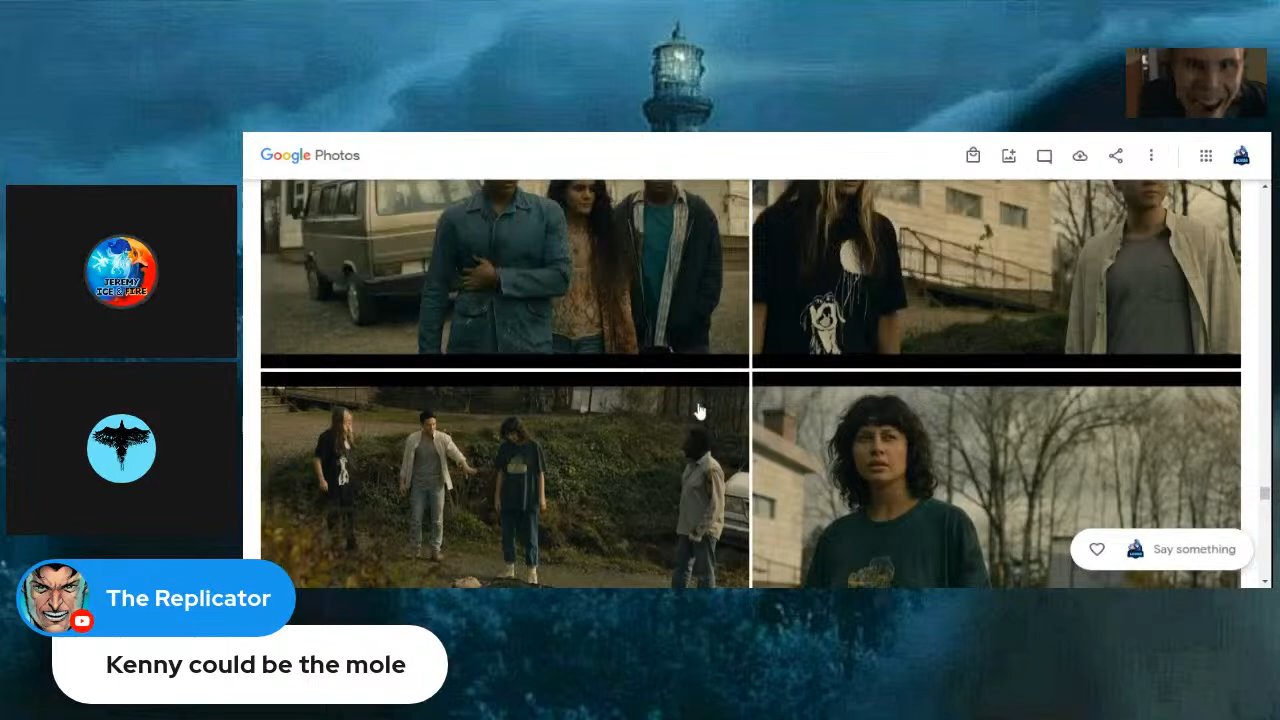 Google Photos
JEREMY
ICE & FIRE
Say something
The Replicator
Kenny could be the mole